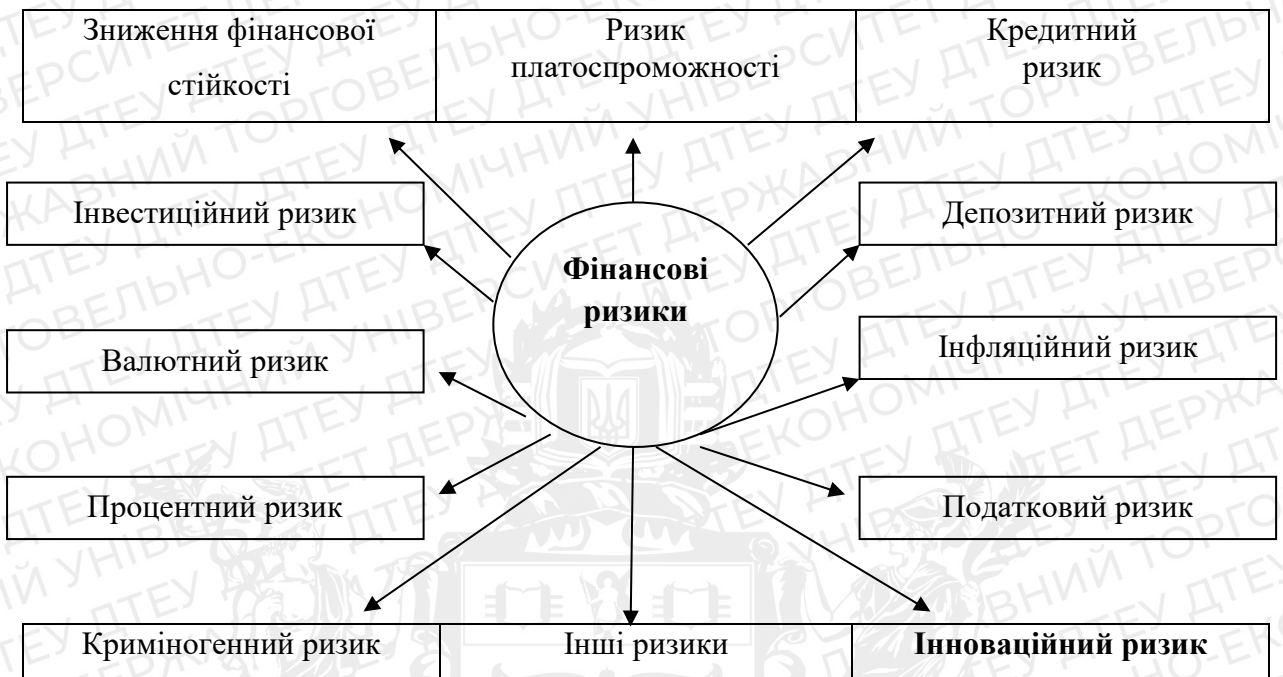 Зниження фінансової
стійкості
Ризик
платоспроможності
Кредитний
ризик
Інвестиційний ризик
Депозитний ризик
Фінансові
ризики
Валютний ризик
Інфляційний ризик
Процентний ризик
Податковий ризик
Криміногенний ризик
Інші ризики
Інноваційний ризик